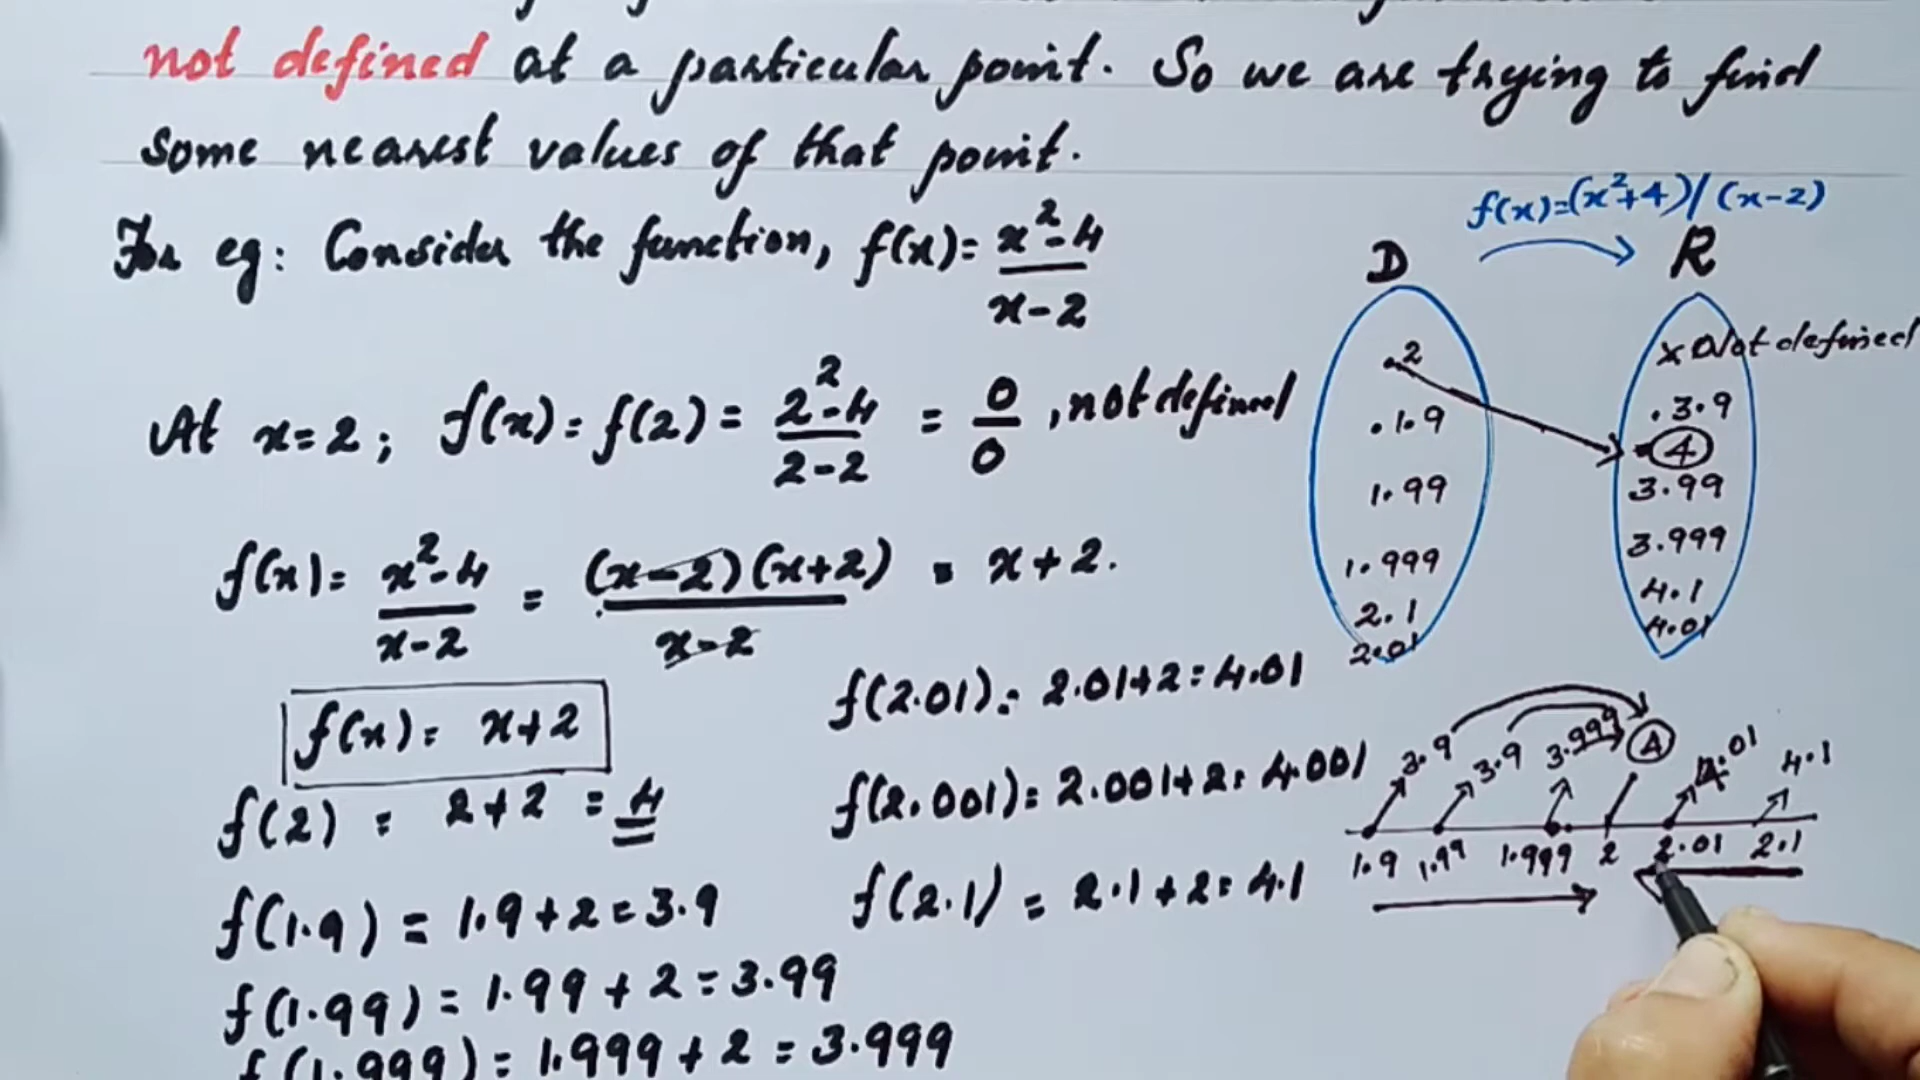 not defined at a particular point. So we are trying to find
some nearest values of that point.
For eg: Consider the function, f(x)= x²-4 / x-2
At x=2; f(x)=f(2)= 2²-4 / 2-2 = 0/0, not defined
f(x)= x²-4 / x-2 = (x-2)(x+2) / x-2 = x+2.
f(x)= x+2
f(2) = 2+2 = 4
f(1.9) = 1.9+2=3.9
f(1.99) = 1.99+2=3.99
f(1.999) = 1.999+2=3.999
f(2.01)= 2.01+2=4.01
f(2.001)=2.001+2=4.001
f(2.1) = 2.1+2=4.1
f(x)=(x²+4)/(x-2)
D R
.2 x Not defined
.1.9 .3.9
4
1.99 3.99
1.999 3.999
2.1 4.1
2.01 4.01
3.9 3.9 3.999 4 4.01 4.1
1.9 1.99 1.999 2 2.01 2.1